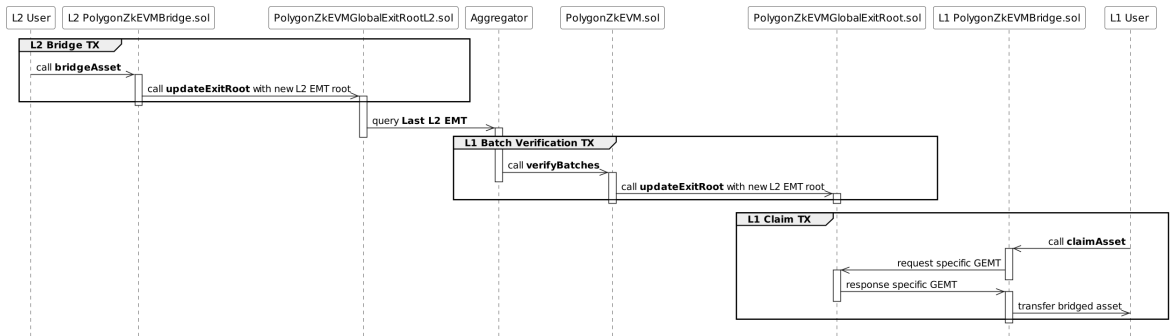 L2 User
L2 PolygonZkEVMBridge.sol
PolygonZkEVMGlobalExitRootL2.sol
Aggregator
PolygonZkEVM.sol
PolygonZkEVMGlobalExitRoot.sol
L1 PolygonZkEVMBridge.sol
L1 User
L2 Bridge TX
call bridgeAsset
call updateExitRoot with new L2 EMT root
query Last L2 EMT
L1 Batch Verification TX
call verifyBatches
call updateExitRoot with new L2 EMT root
L1 Claim TX
call claimAsset
request specific GEMT
response specific GEMT
transfer bridged asset